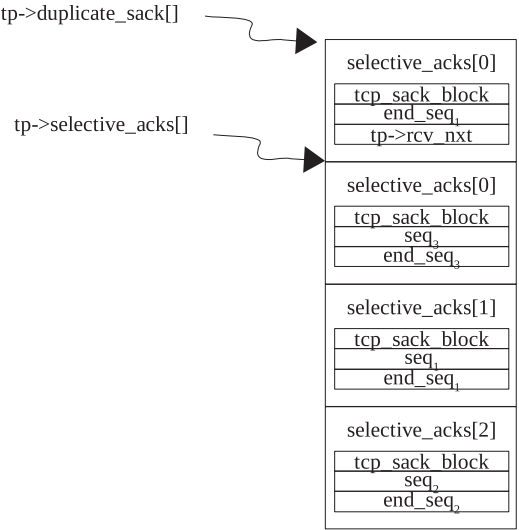 tp->duplicate_sack[]
selective_acks[0]
tcp_sack_block
end_seq₁
tp->rcv_nxt
tp->selective_acks[]
selective_acks[0]
tcp_sack_block
seq₃
end_seq₃
selective_acks[1]
tcp_sack_block
seq₁
end_seq₁
selective_acks[2]
tcp_sack_block
seq₂
end_seq₂